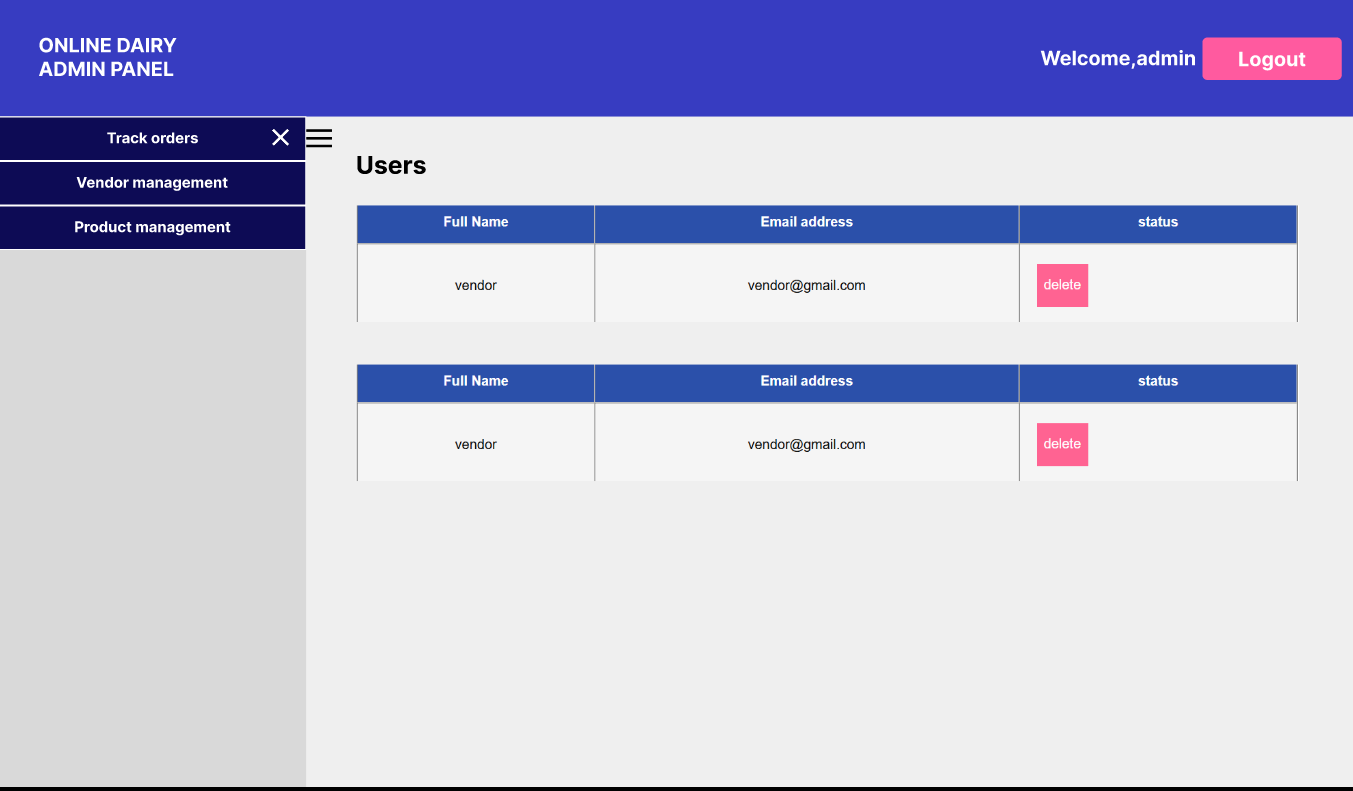 ONLINE DAIRY
ADMIN PANEL
Welcome,admin
Logout
Track orders
Vendor management
Product management
Users
Full Name Email address status
vendor vendor@gmail.com delete
Full Name Email address status
vendor vendor@gmail.com delete